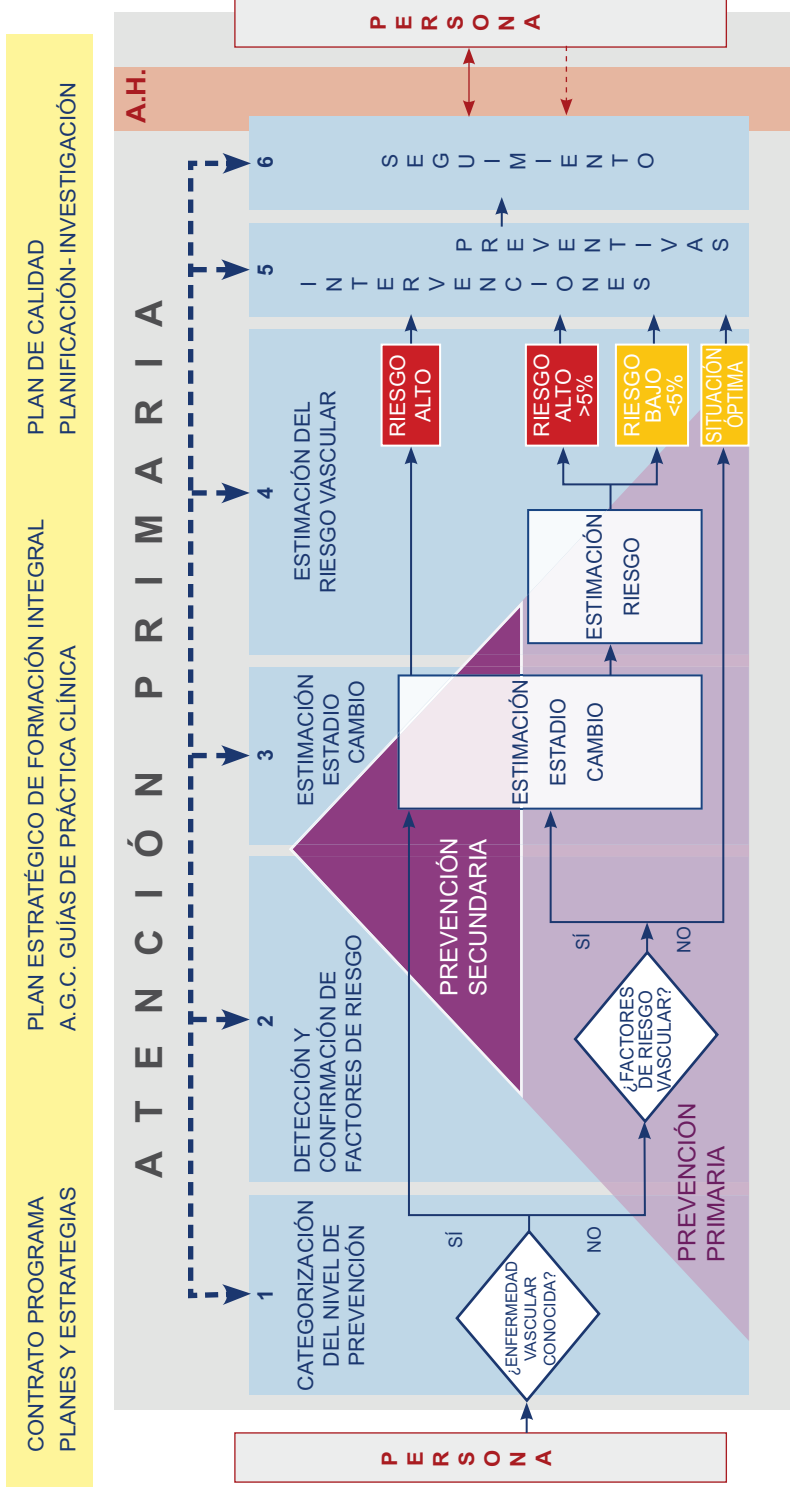 CONTRATO PROGRAMA
PLANES Y ESTRATEGIAS
PLAN ESTRATÉGICO DE FORMACIÓN INTEGRAL
A.G.C. GUÍAS DE PRÁCTICA CLÍNICA
PLAN DE CALIDAD
PLANIFICACIÓN- INVESTIGACIÓN
ATENCIÓN PRIMARIA
A.H.
PERSONA
1
CATEGORIZACIÓN
DEL NIVEL DE
PREVENCIÓN
¿ENFERMEDAD
VASCULAR
CONOCIDA?
SÍ
NO
2
DETECCIÓN Y
CONFIRMACIÓN DE
FACTORES DE RIESGO
PREVENCIÓN
SECUNDARIA
PREVENCIÓN
PRIMARIA
¿FACTORES
DE RIESGO
VASCULAR?
SÍ
NO
3
ESTIMACIÓN
ESTADIO
CAMBIO
ESTIMACIÓN
ESTADIO
CAMBIO
4
ESTIMACIÓN DEL
RIESGO VASCULAR
ESTIMACIÓN
RIESGO
RIESGO
ALTO
RIESGO
ALTO
>5%
RIESGO
BAJO
<5%
SITUACIÓN
ÓPTIMA
5
INTERVENCIONES
PREVENTIVAS
6
SEGUIMIENTO
PERSONA